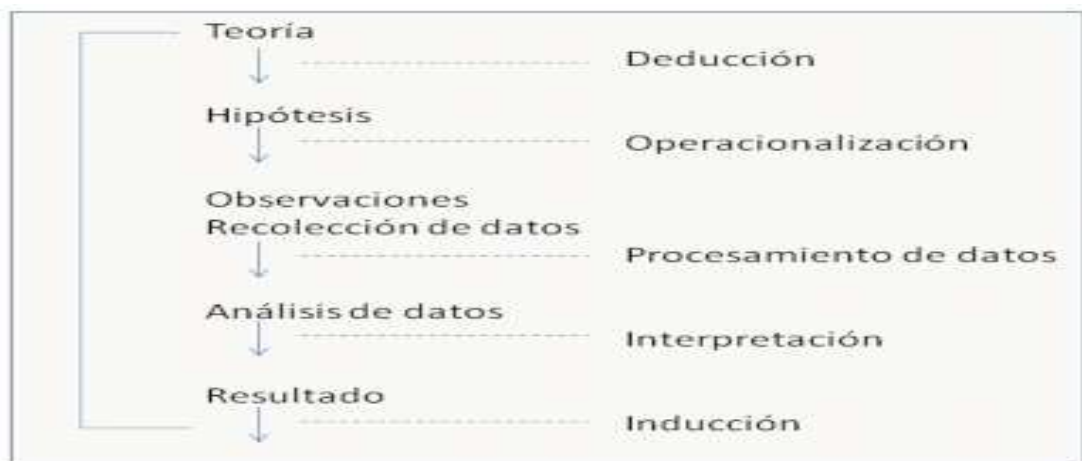 Teoría
Deducción
Hipótesis
Operacionalización
Observaciones
Recolección de datos
Procesamiento de datos
Análisis de datos
Interpretación
Resultado
Inducción